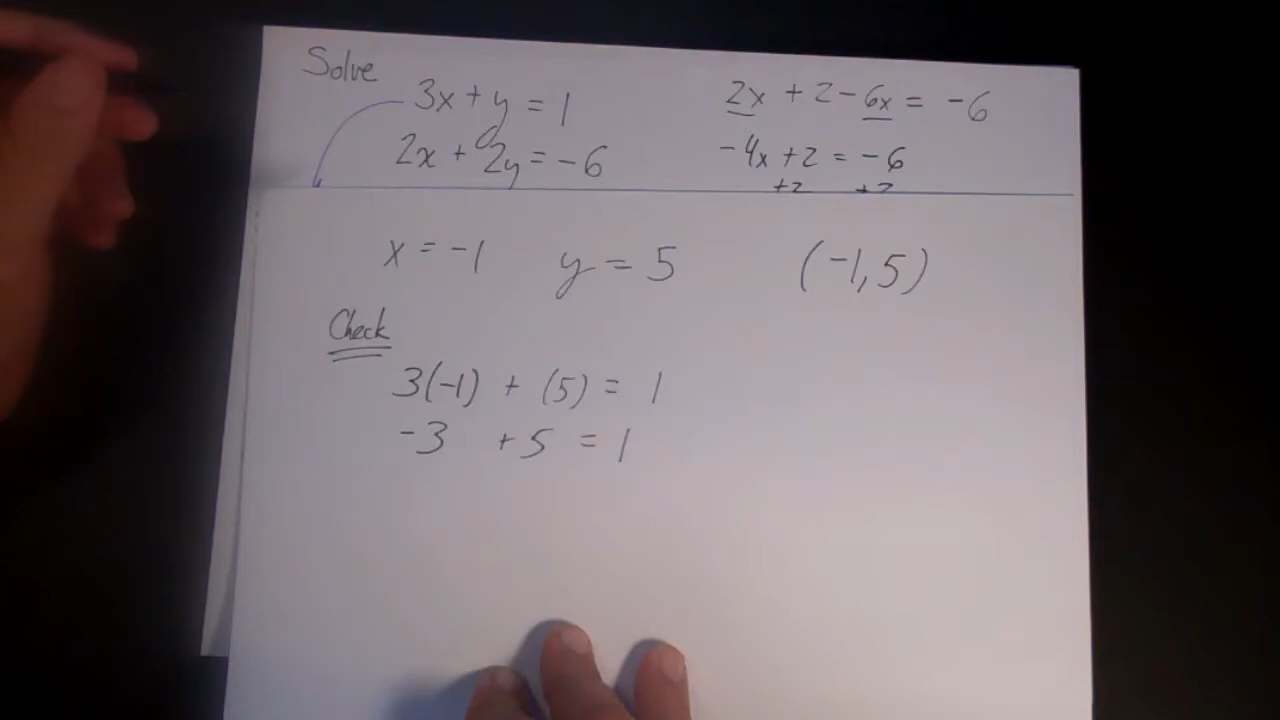 Solve
3x + y = 1
2x + 2y = -6
2x + 2 - 6x = -6
-4x + 2 = -6
x = -1 y = 5 (-1, 5)
Check
3(-1) + (5) = 1
-3 + 5 = 1